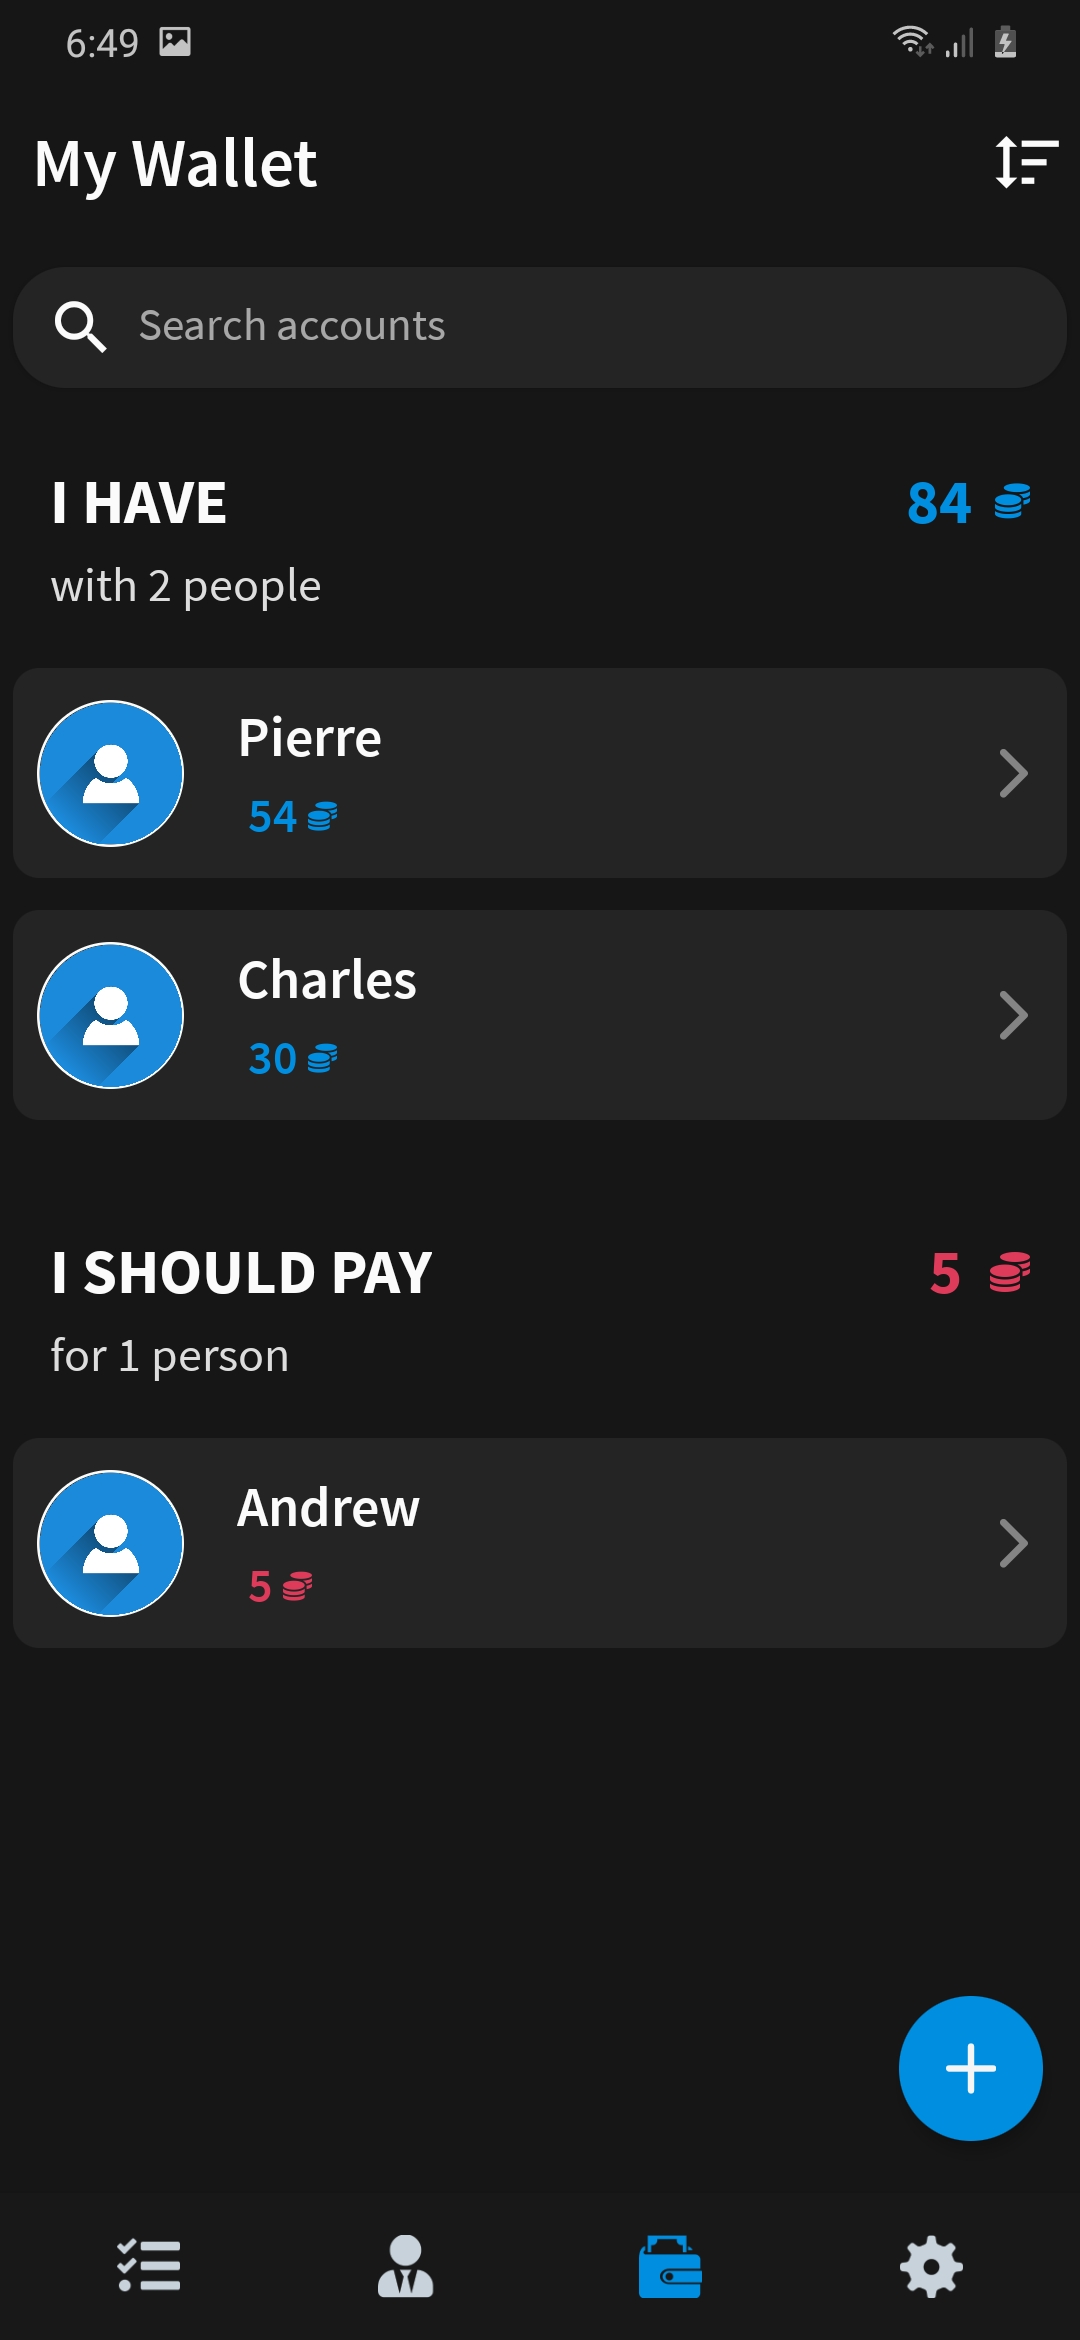 6:49
My Wallet
Search accounts
I HAVE
84
with 2 people
Pierre
54
Charles
30
I SHOULD PAY
5
for 1 person
Andrew
5